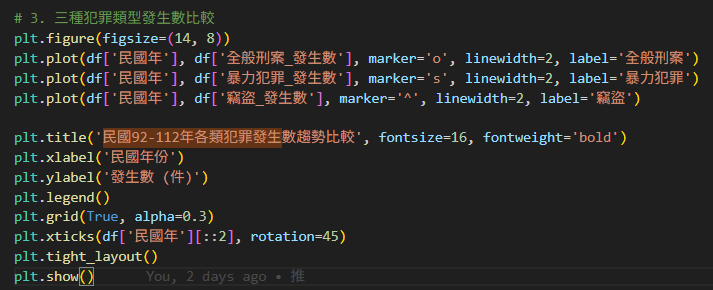 # 3. 三種犯罪類型發生數比較
plt.figure(figsize=(14, 8))
plt.plot(df['民國年'], df['全般刑案_發生數'], marker='o', linewidth=2, label='全般刑案')
plt.plot(df['民國年'], df['暴力犯罪_發生數'], marker='s', linewidth=2, label='暴力犯罪')
plt.plot(df['民國年'], df['竊盜_發生數'], marker='^', linewidth=2, label='竊盜')
plt.title('民國92-112年各類犯罪發生數趨勢比較', fontsize=16, fontweight='bold')
plt.xlabel('民國年份')
plt.ylabel('發生數 (件)')
plt.legend()
plt.grid(True, alpha=0.3)
plt.xticks(df['民國年'][::2], rotation=45)
plt.tight_layout()
plt.show() You, 2 days ago • 推